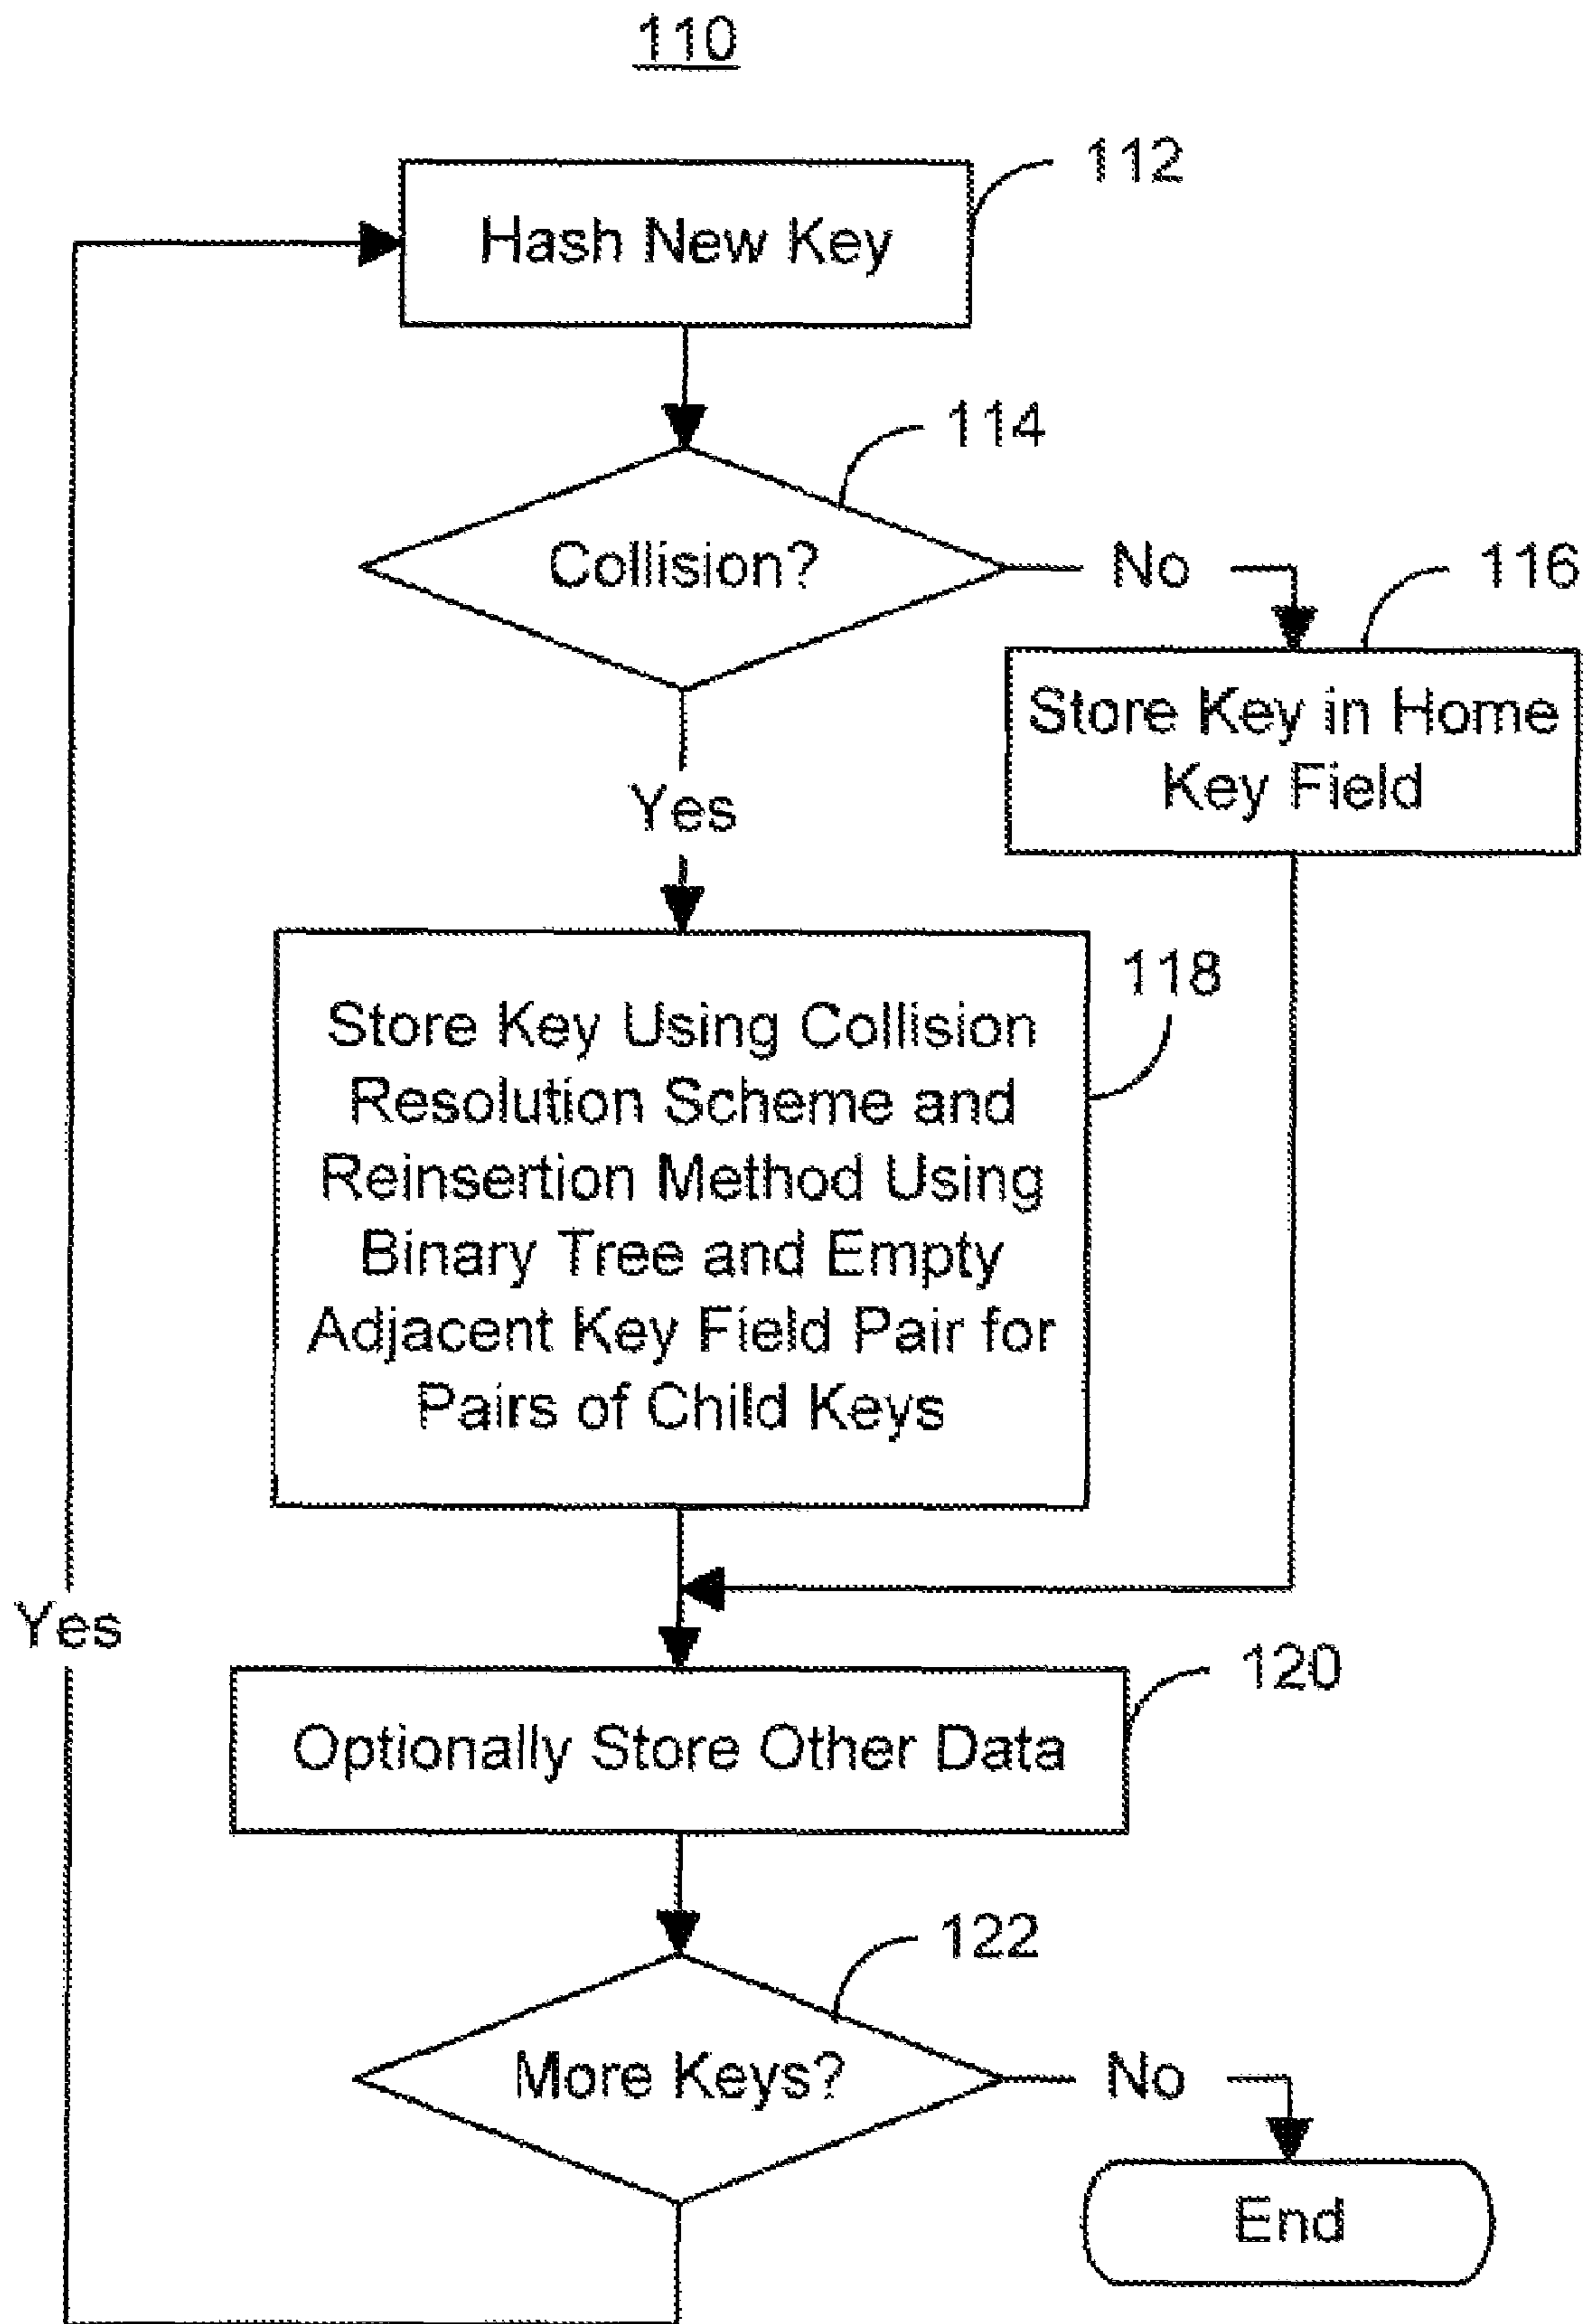 110
112
Hash New Key
114
Collision?
No
116
Store Key in Home
Key Field
Yes
118
Store Key Using Collision
Resolution Scheme and
Reinsertion Method Using
Binary Tree and Empty
Adjacent Key Field Pair for
Pairs of Child Keys
Yes
120
Optionally Store Other Data
122
More Keys?
No
End